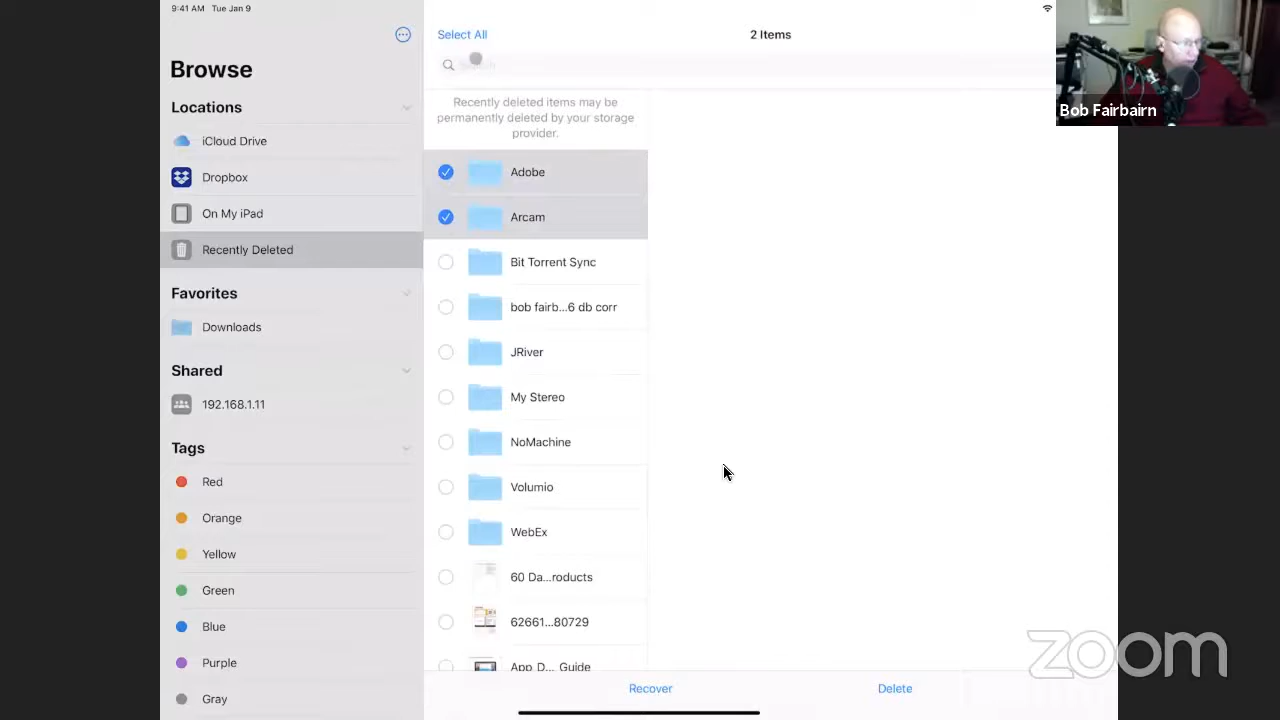 9:41 AM Tue Jan 9
Browse
Locations
iCloud Drive
Dropbox
On My iPad
Recently Deleted
Favorites
Downloads
Shared
192.168.1.11
Tags
Red
Orange
Yellow
Green
Blue
Purple
Gray
Select All
2 Items
Search
Recently deleted items may be
permanently deleted by your storage
provider.
Adobe
Arcam
Bit Torrent Sync
bob fairb...6 db corr
JRiver
My Stereo
NoMachine
Volumio
WebEx
60 Da...roducts
62661...80729
App_D..._Guide
Recover
Delete
Bob Fairbairn
zoom